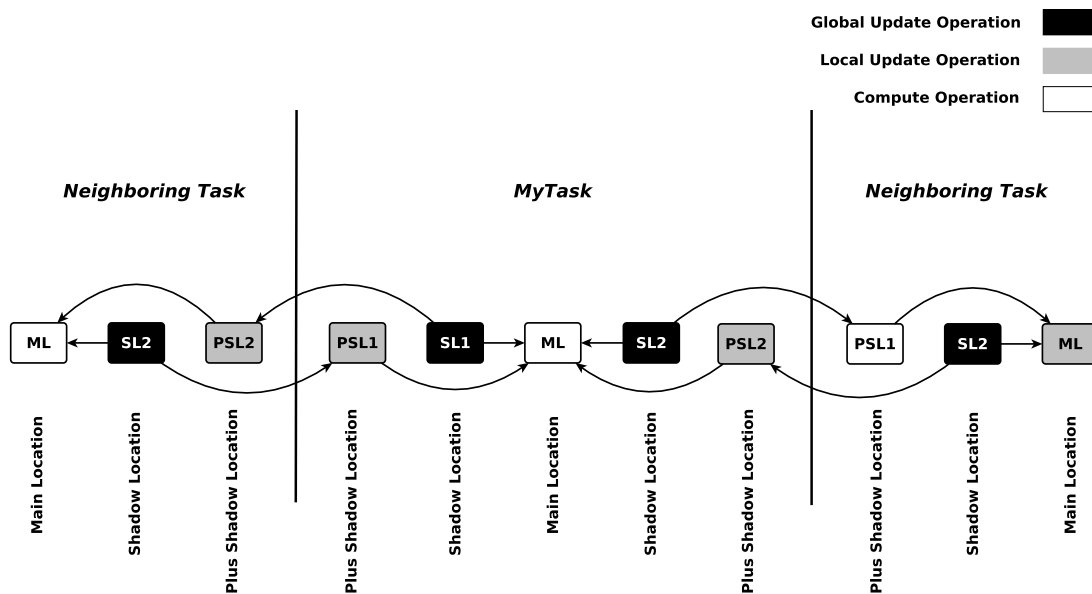 Global Update Operation
Local Update Operation
Compute Operation
Neighboring Task
MyTask
Neighboring Task
ML
SL2
PSL2
PSL1
SL1
ML
SL2
PSL2
PSL1
SL2
ML
Main Location
Shadow Location
Plus Shadow Location
Plus Shadow Location
Shadow Location
Main Location
Shadow Location
Plus Shadow Location
Plus Shadow Location
Shadow Location
Main Location